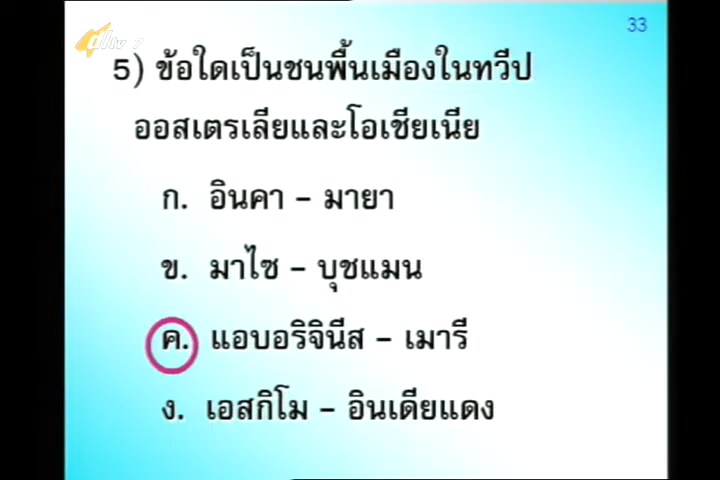 dltv 7
33
5) ข้อใดเป็นชนพื้นเมืองในทวีป
ออสเตรเลียและโอเชียเนีย
ก. อินคา - มายา
ข. มาไซ - บุชแมน
ค. แอบอริจินีส - เมารี
ง. เอสกิโม - อินเดียแดง